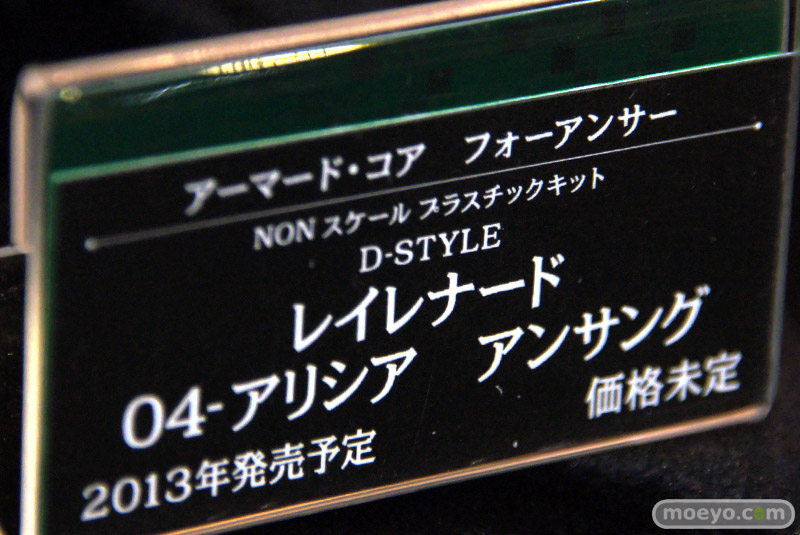 アーマード・コア　フォーアンサー
NON スケール プラスチックキット
D-STYLE
レイレナード
04-アリシア　アンサング
2013年発売予定　価格未定
moeyo.com